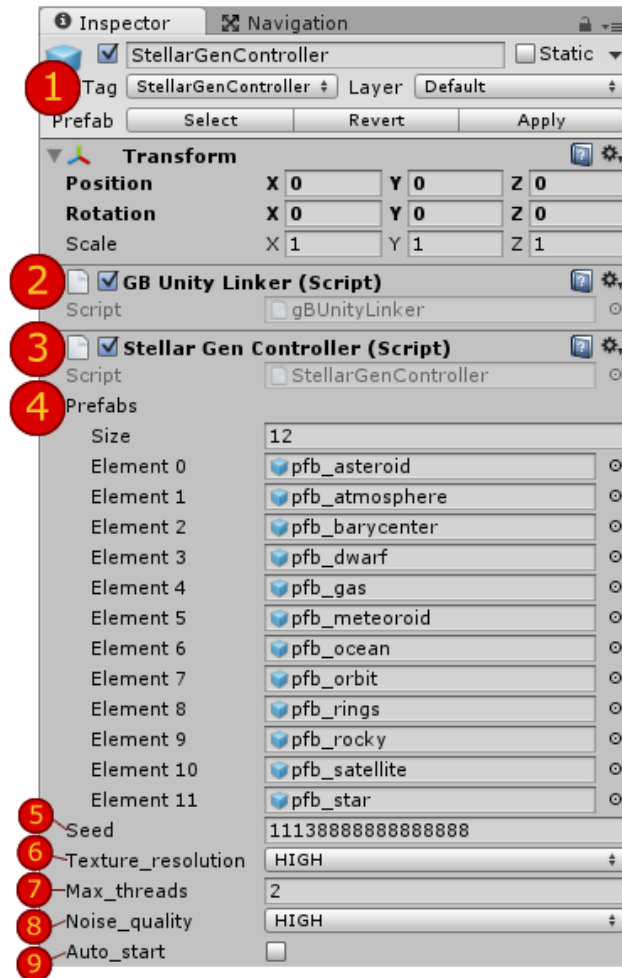 Inspector Navigation
StellarGenController Static
1 Tag StellarGenController Layer Default
Prefab Select Revert Apply
Transform
Position X 0 Y 0 Z 0
Rotation X 0 Y 0 Z 0
Scale X 1 Y 1 Z 1
2 GB Unity Linker (Script)
Script gBUnityLinker
3 Stellar Gen Controller (Script)
Script StellarGenController
4 Prefabs
Size 12
Element 0 pfb_asteroid
Element 1 pfb_atmosphere
Element 2 pfb_barycenter
Element 3 pfb_dwarf
Element 4 pfb_gas
Element 5 pfb_meteoroid
Element 6 pfb_ocean
Element 7 pfb_orbit
Element 8 pfb_rings
Element 9 pfb_rocky
Element 10 pfb_satellite
Element 11 pfb_star
5 Seed 11138888888888888
6 Texture_resolution HIGH
7 Max_threads 2
8 Noise_quality HIGH
9 Auto_start